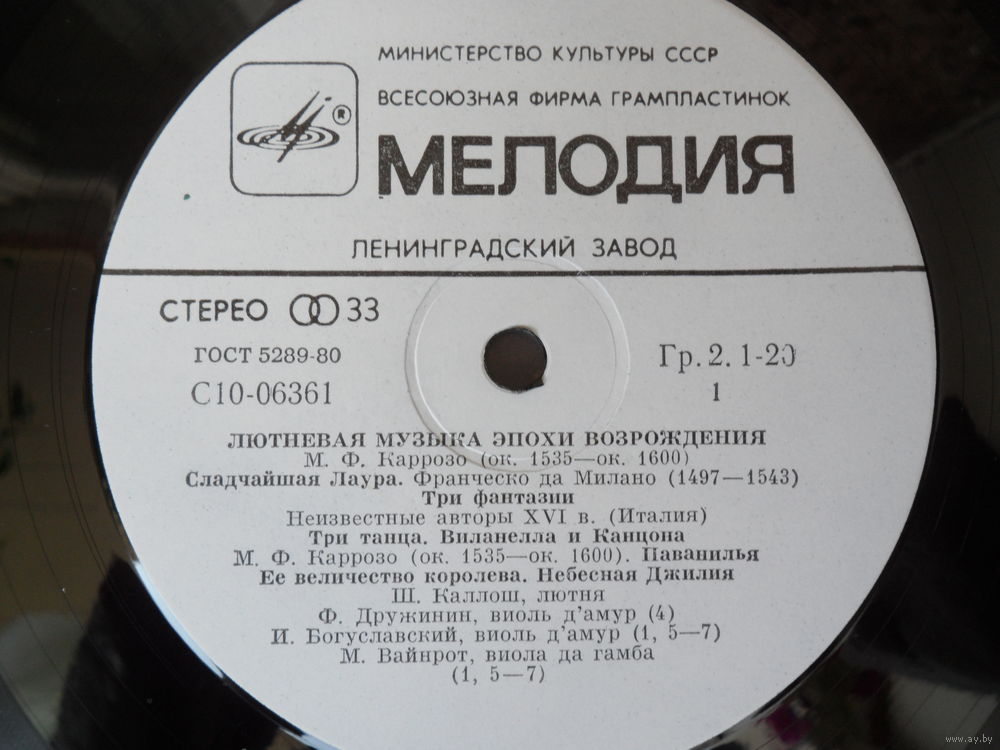 МИНИСТЕРСТВО КУЛЬТУРЫ СССР
ВСЕСОЮЗНАЯ ФИРМА ГРАМПЛАСТИНОК
®
МЕЛОДИЯ
ЛЕНИНГРАДСКИЙ ЗАВОД
СТЕРЕО 33
ГОСТ 5289-80
Гр. 2. 1-20
С10-06361
1
ЛЮТНЕВАЯ МУЗЫКА ЭПОХИ ВОЗРОЖДЕНИЯ
М. Ф. Каррозо (ок. 1535—ок. 1600)
Сладчайшая Лаура. Франческо да Милано (1497—1543)
Три фантазии
Неизвестные авторы XVI в. (Италия)
Три танца. Виланелла и Канцона
М. Ф. Каррозо (ок. 1535—ок. 1600). Паванилья
Ее величество королева. Небесная Джилия
Ш. Каллош, лютня
Ф. Дружинин, виоль д'амур (4)
И. Богуславский, виоль д'амур (1, 5—7)
М. Вайнрот, виола да гамба
(1, 5—7)
www.ay.by